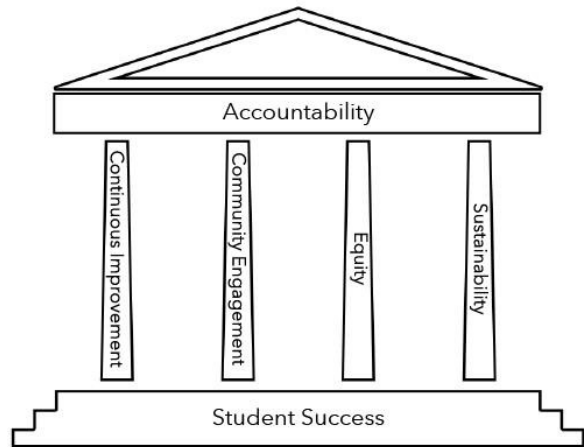 Accountability
Continuous Improvement
Community Engagement
Equity
Sustainability
Student Success